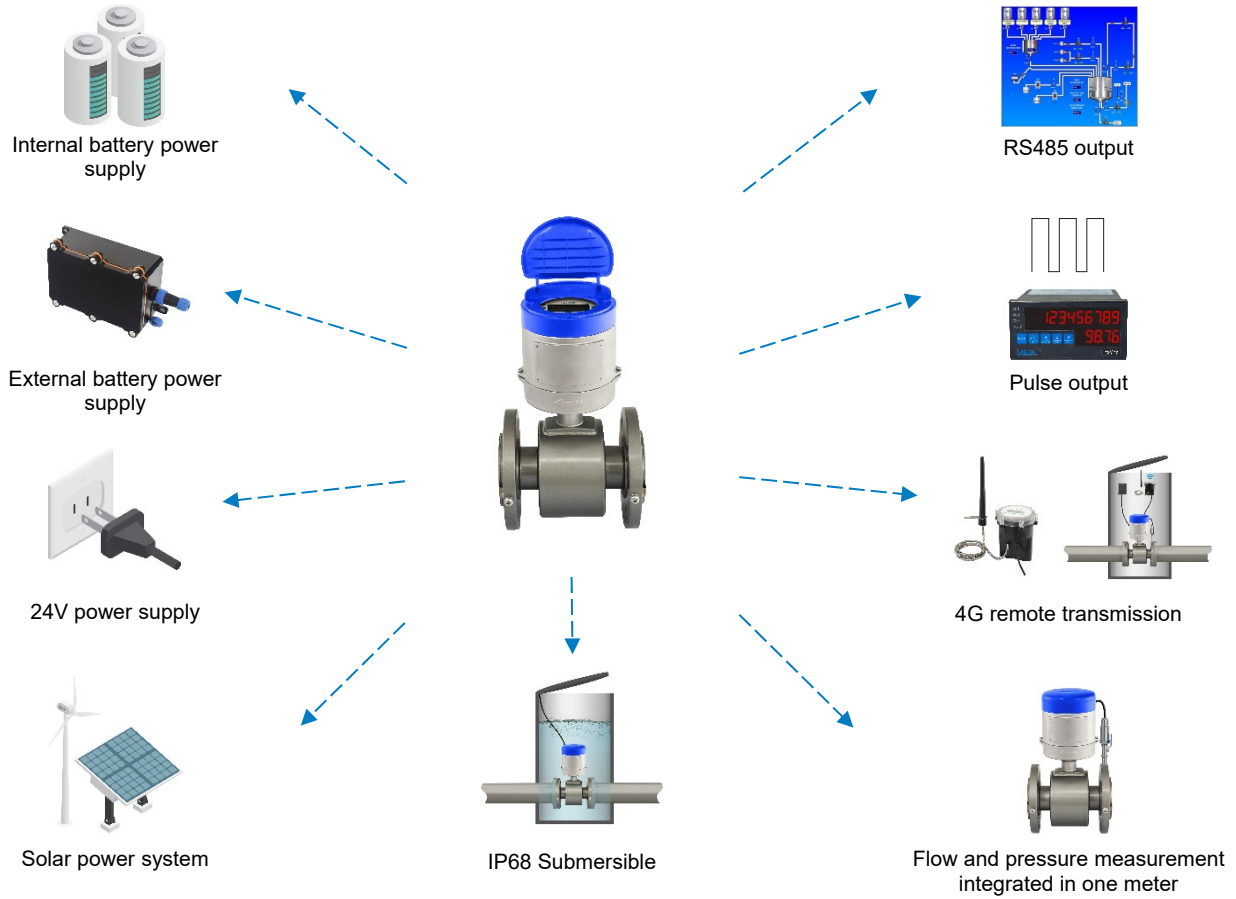 Internal battery power
supply
RS485 output
External battery power
supply
123456789
98.76
Pulse output
24V power supply
4G remote transmission
Solar power system
IP68 Submersible
Flow and pressure measurement
integrated in one meter